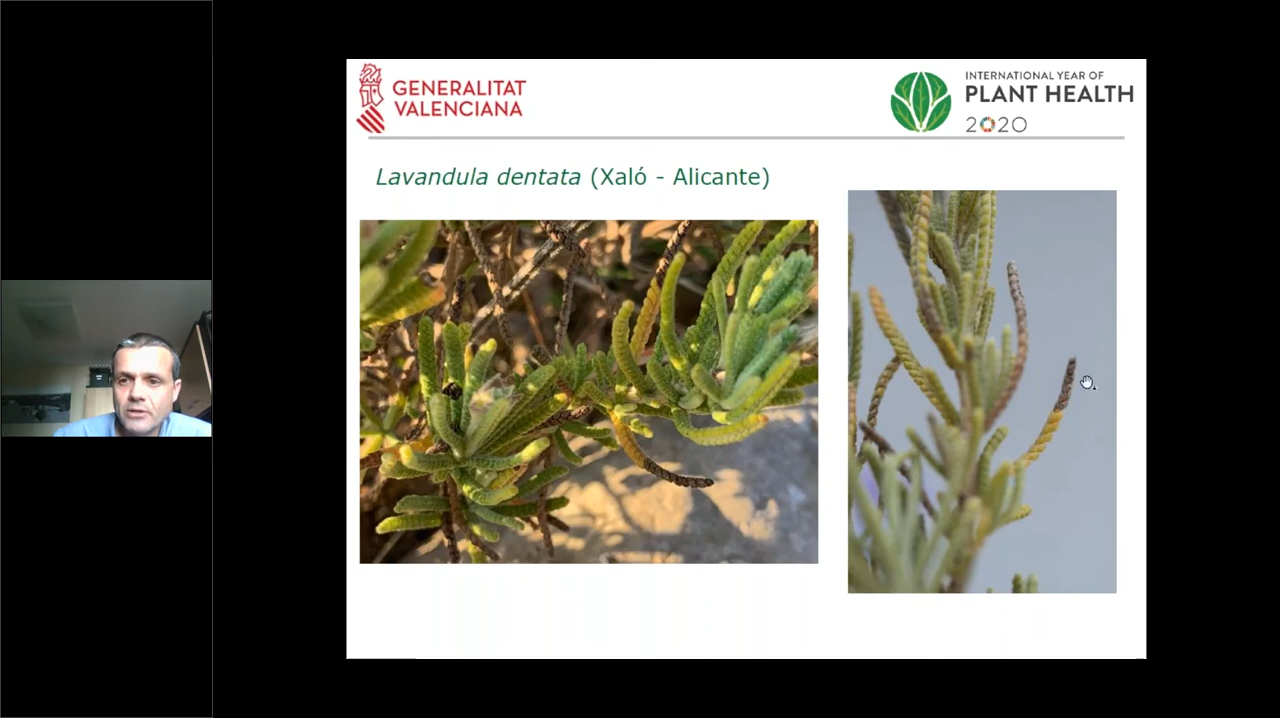 GENERALITAT
VALENCIANA
INTERNATIONAL YEAR OF
PLANT HEALTH
2020
Lavandula dentata (Xaló - Alicante)